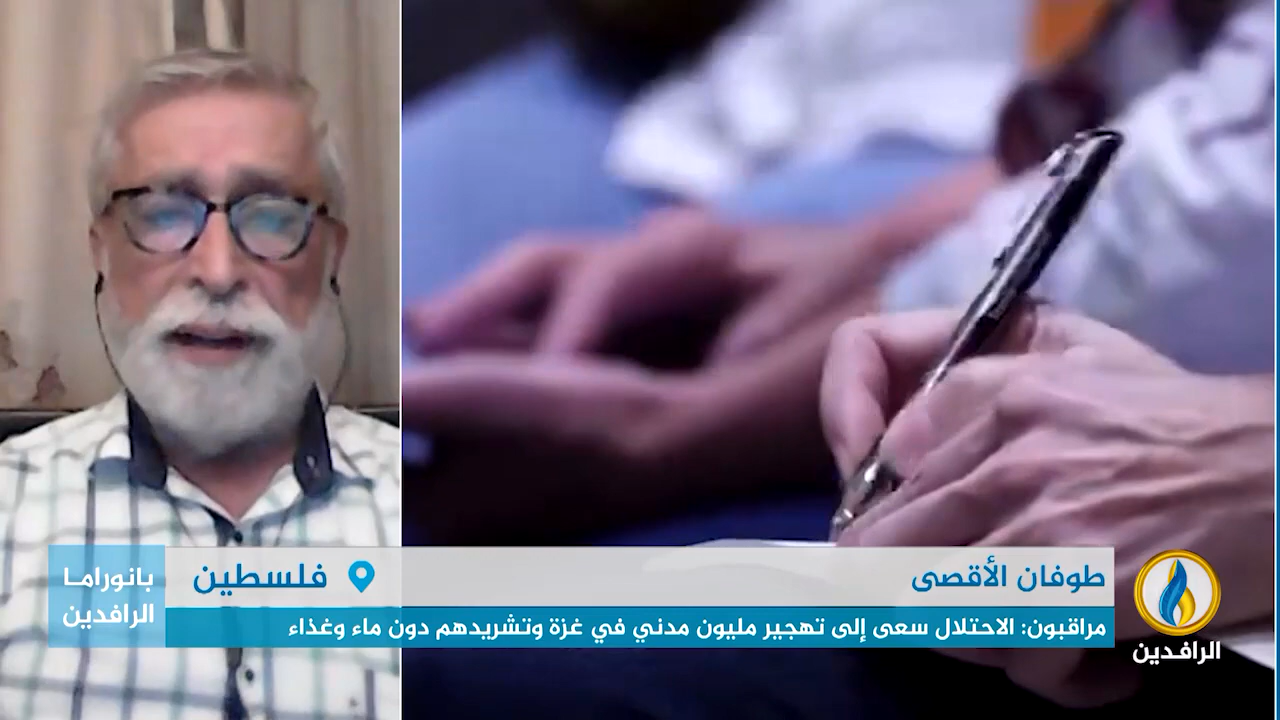 طوفان الأقصى
فلسطين
مراقبون: الاحتلال سعى إلى تهجير مليون مدني في غزة وتشريدهم دون ماء وغذاء
بانوراما
الرافدين
الرافدين